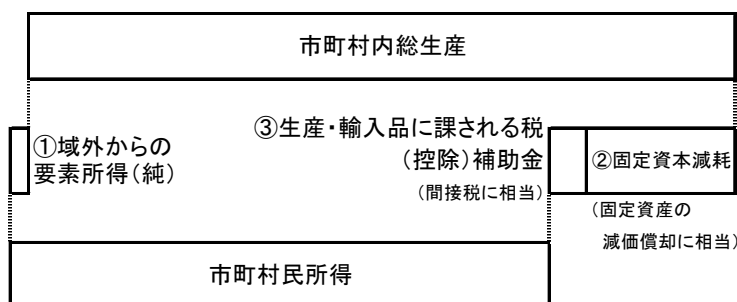 市町村内総生産
①域外からの
要素所得(純)
③生産・輸入品に課される税
(控除)補助金
(間接税に相当)
②固定資本減耗
(固定資産の
減価償却に相当)
市町村民所得